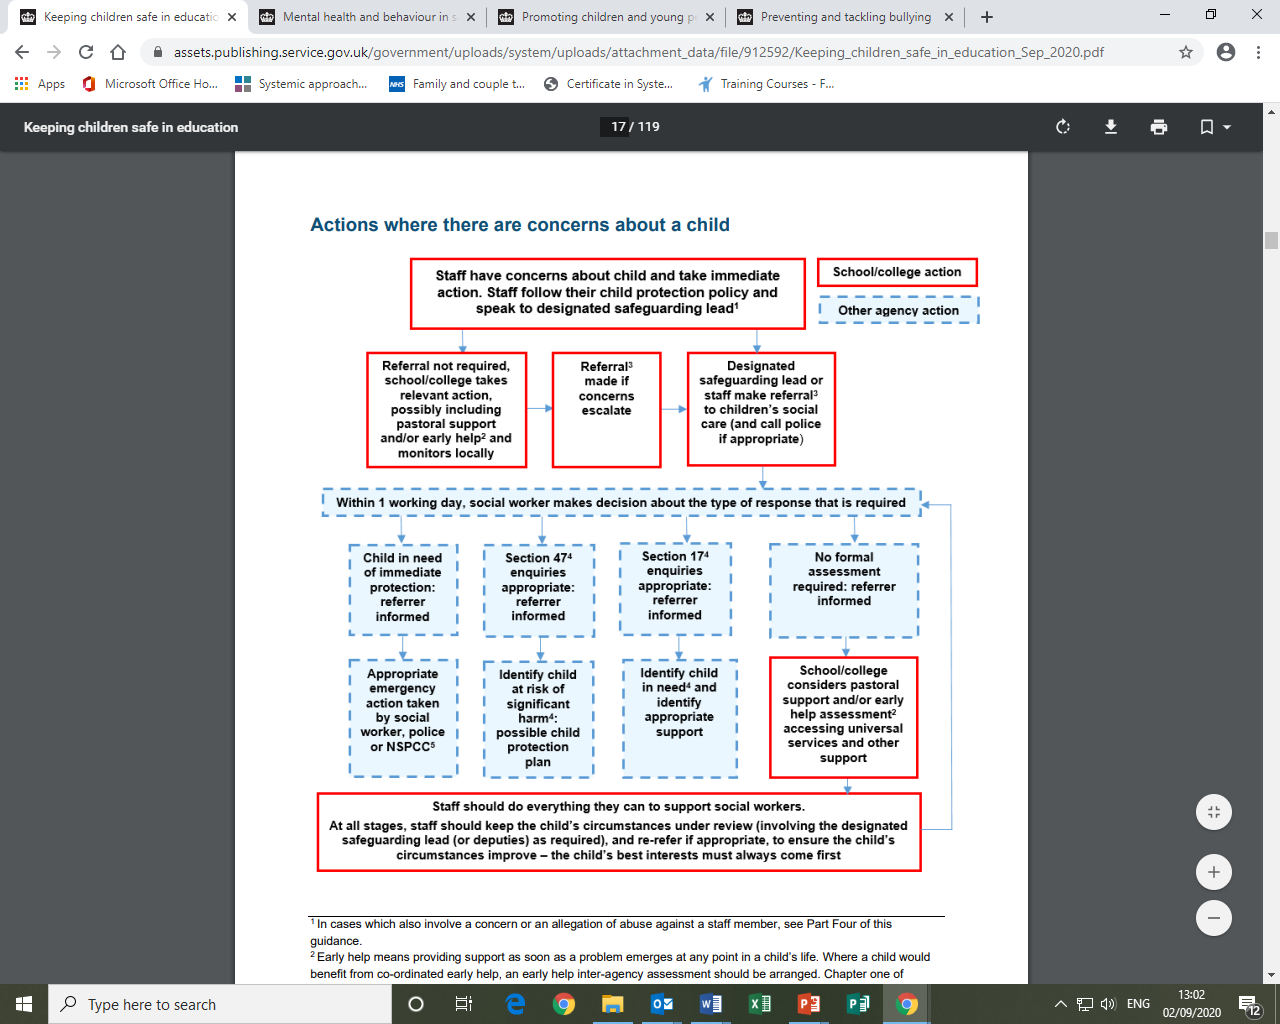 Keeping children safe in educatio
Mental health and behaviour in s
Promoting children and young p
Preventing and tackling bullying
assets.publishing.service.gov.uk/government/uploads/system/uploads/attachment_data/file/912592/Keeping_children_safe_in_education_Sep_2020.pdf
Apps
Microsoft Office Ho...
Systemic approach...
NHS
Family and couple t...
Certificate in Syste...
Training Courses - F...
Keeping children safe in education
17 / 119
Actions where there are concerns about a child
Staff have concerns about child and take immediate
action. Staff follow their child protection policy and
speak to designated safeguarding lead¹
School/college action
Other agency action
Referral not required,
school/college takes
relevant action,
possibly including
pastoral support
and/or early help² and
monitors locally
Referral³
made if
concerns
escalate
Designated
safeguarding lead or
staff make referral³
to children's social
care (and call police
if appropriate)
Within 1 working day, social worker makes decision about the type of response that is required
Child in need
of immediate
protection:
referrer
informed
Section 47⁴
enquiries
appropriate:
referrer
informed
Section 17⁴
enquiries
appropriate:
referrer
informed
No formal
assessment
required: referrer
informed
Appropriate
emergency
action taken
by social
worker, police
or NSPCC⁵
Identify child
at risk of
significant
harm⁴:
possible child
protection
plan
Identify child
in need⁴ and
identify
appropriate
support
School/college
considers pastoral
support and/or early
help assessment²
accessing universal
services and other
support
Staff should do everything they can to support social workers.
At all stages, staff should keep the child's circumstances under review (involving the designated
safeguarding lead (or deputies) as required), and re-refer if appropriate, to ensure the child's
circumstances improve – the child's best interests must always come first
¹ In cases which also involve a concern or an allegation of abuse against a staff member, see Part Four of this
guidance.
² Early help means providing support as soon as a problem emerges at any point in a child's life. Where a child would
benefit from co-ordinated early help, an early help inter-agency assessment should be arranged. Chapter one of
Type here to search
ENG
13:02
02/09/2020
12